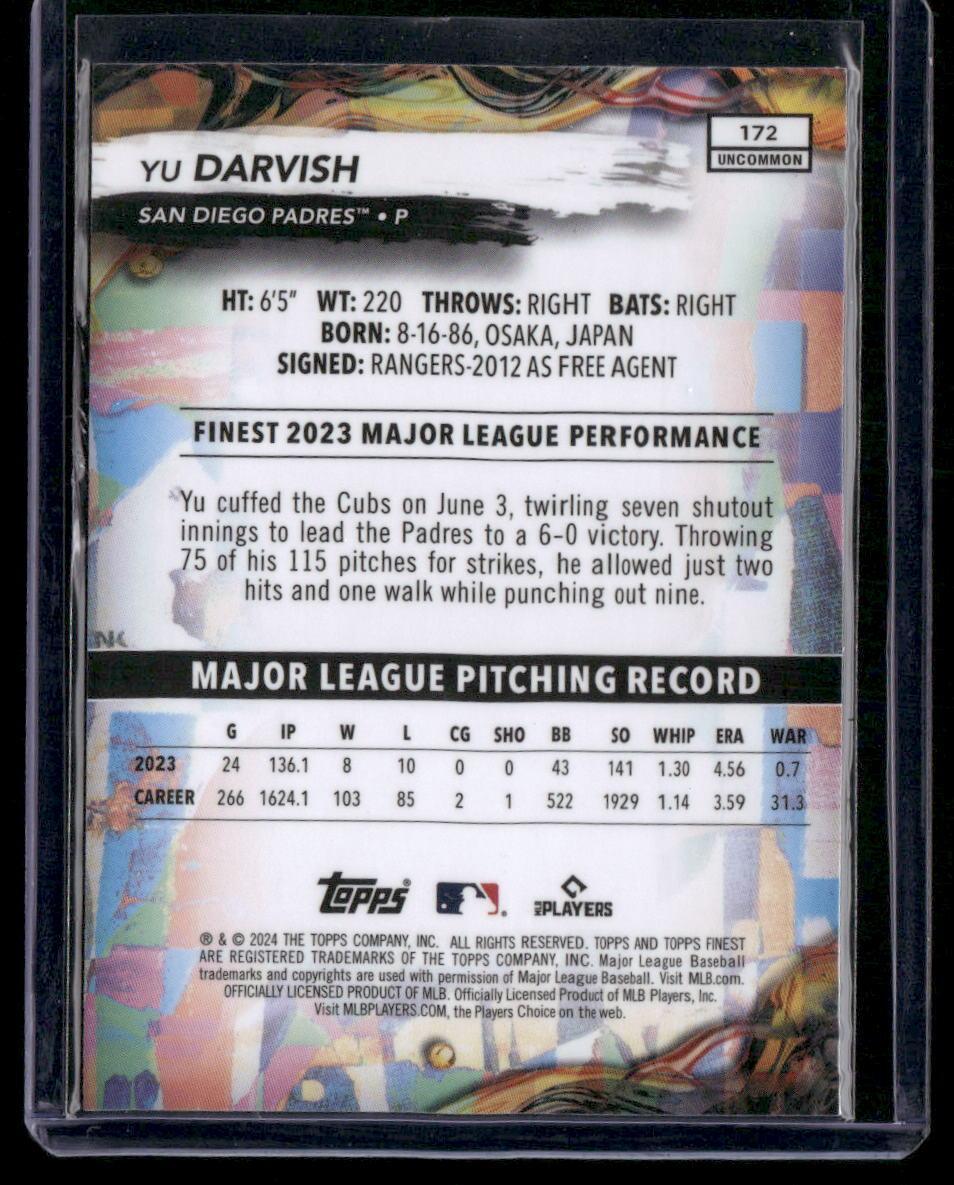 172
UNCOMMON
YU DARVISH
SAN DIEGO PADRES™ • P
HT: 6'5" WT: 220 THROWS: RIGHT BATS: RIGHT
BORN: 8-16-86, OSAKA, JAPAN
SIGNED: RANGERS-2012 AS FREE AGENT
FINEST 2023 MAJOR LEAGUE PERFORMANCE
Yu cuffed the Cubs on June 3, twirling seven shutout
innings to lead the Padres to a 6-0 victory. Throwing
75 of his 115 pitches for strikes, he allowed just two
hits and one walk while punching out nine.
MAJOR LEAGUE PITCHING RECORD
G IP W L CG SHO BB SO WHIP ERA WAR
2023 24 136.1 8 10 0 0 43 141 1.30 4.56 0.7
CAREER 266 1624.1 103 85 2 1 522 1929 1.14 3.59 31.3
Topps® ® MLB PLAYERS
® & © 2024 THE TOPPS COMPANY, INC. ALL RIGHTS RESERVED. TOPPS AND TOPPS FINEST
ARE REGISTERED TRADEMARKS OF THE TOPPS COMPANY, INC. Major League Baseball
trademarks and copyrights are used with permission of Major League Baseball. Visit MLB.com.
OFFICIALLY LICENSED PRODUCT OF MLB. Officially Licensed Product of MLB Players, Inc.
Visit MLBPLAYERS.COM, the Players Choice on the web.